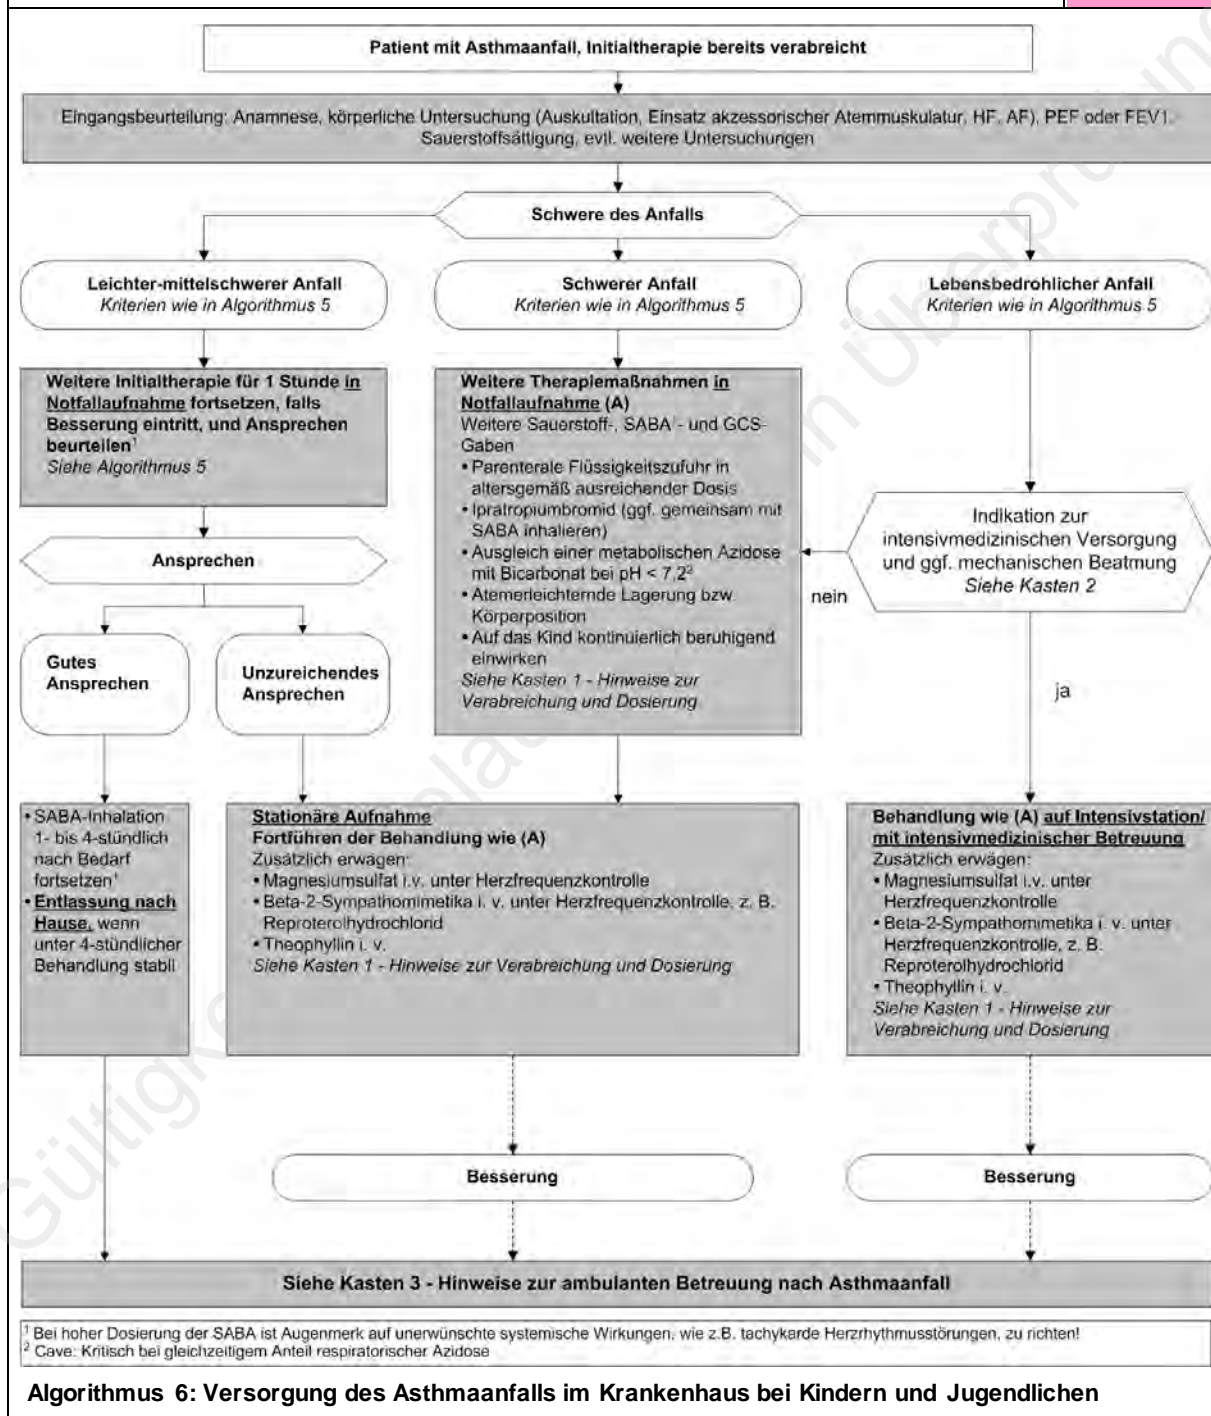 Patient mit Asthmaanfall, Initialtherapie bereits verabreicht
Eingangsbeurteilung: Anamnese, körperliche Untersuchung (Auskultation, Einsatz akzessorischer Atemmuskulatur, HF, AF), PEF oder FEV1,
Sauerstoffsättigung, evtl. weitere Untersuchungen
Schwere des Anfalls
Leichter-mittelschwerer Anfall
Kriterien wie in Algorithmus 5
Schwerer Anfall
Kriterien wie in Algorithmus 5
Lebensbedrohlicher Anfall
Kriterien wie in Algorithmus 5
Weitere Initialtherapie für 1 Stunde in
Notfallaufnahme fortsetzen, falls
Besserung eintritt, und Ansprechen
beurteilen¹
Siehe Algorithmus 5
Weitere Therapiemaßnahmen in
Notfallaufnahme (A)
Weitere Sauerstoff-, SABA¹- und GCS-
Gaben
• Parenterale Flüssigkeitszufuhr in
altersgemäß ausreichender Dosis
• Ipratropiumbromid (ggf. gemeinsam mit
SABA inhalieren)
• Ausgleich einer metabolischen Azidose
mit Bicarbonat bei pH < 7,2²
• Atemerleichternde Lagerung bzw.
Körperposition
• Auf das Kind kontinuierlich beruhigend
einwirken
Siehe Kasten 1 - Hinweise zur
Verabreichung und Dosierung
Indikation zur
intensivmedizinischen Versorgung
und ggf. mechanischen Beatmung
Siehe Kasten 2
nein
ja
Ansprechen
Gutes
Ansprechen
Unzureichendes
Ansprechen
• SABA-Inhalation
1- bis 4-stündlich
nach Bedarf
fortsetzen¹
• Entlassung nach
Hause, wenn
unter 4-stündlicher
Behandlung stabil
Stationäre Aufnahme
Fortführen der Behandlung wie (A)
Zusätzlich erwägen:
• Magnesiumsulfat i.v. unter Herzfrequenzkontrolle
• Beta-2-Sympathomimetika i. v. unter Herzfrequenzkontrolle, z. B.
Reproterolhydrochlorid
• Theophyllin i. v.
Siehe Kasten 1 - Hinweise zur Verabreichung und Dosierung
Behandlung wie (A) auf Intensivstation/
mit intensivmedizinischer Betreuung
Zusätzlich erwägen:
• Magnesiumsulfat i.v. unter
Herzfrequenzkontrolle
• Beta-2-Sympathomimetika i. v. unter
Herzfrequenzkontrolle, z. B.
Reproterolhydrochlorid
• Theophyllin i. v.
Siehe Kasten 1 - Hinweise zur
Verabreichung und Dosierung
Besserung
Besserung
Siehe Kasten 3 - Hinweise zur ambulanten Betreuung nach Asthmaanfall
¹ Bei hoher Dosierung der SABA ist Augenmerk auf unerwünschte systemische Wirkungen, wie z.B. tachykarde Herzrhythmusstörungen, zu richten!
² Cave: Kritisch bei gleichzeitigem Anteil respiratorischer Azidose
Algorithmus 6: Versorgung des Asthmaanfalls im Krankenhaus bei Kindern und Jugendlichen